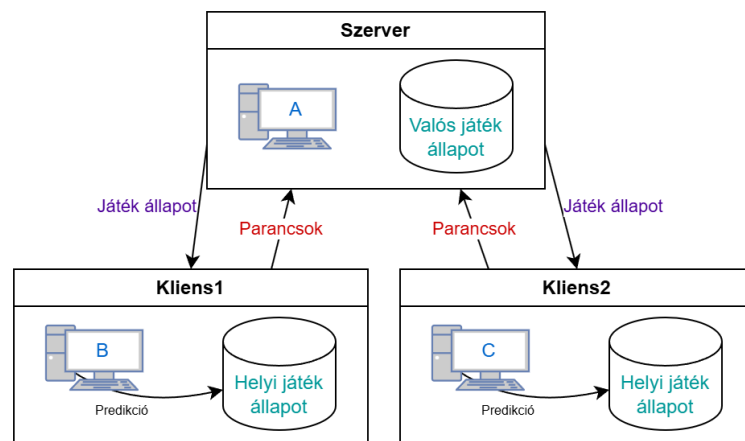 Szerver
A
Valós játék
állapot
Játék állapot
Parancsok
Parancsok
Játék állapot
Kliens1
B
Predikció
Helyi játék
állapot
Kliens2
C
Predikció
Helyi játék
állapot